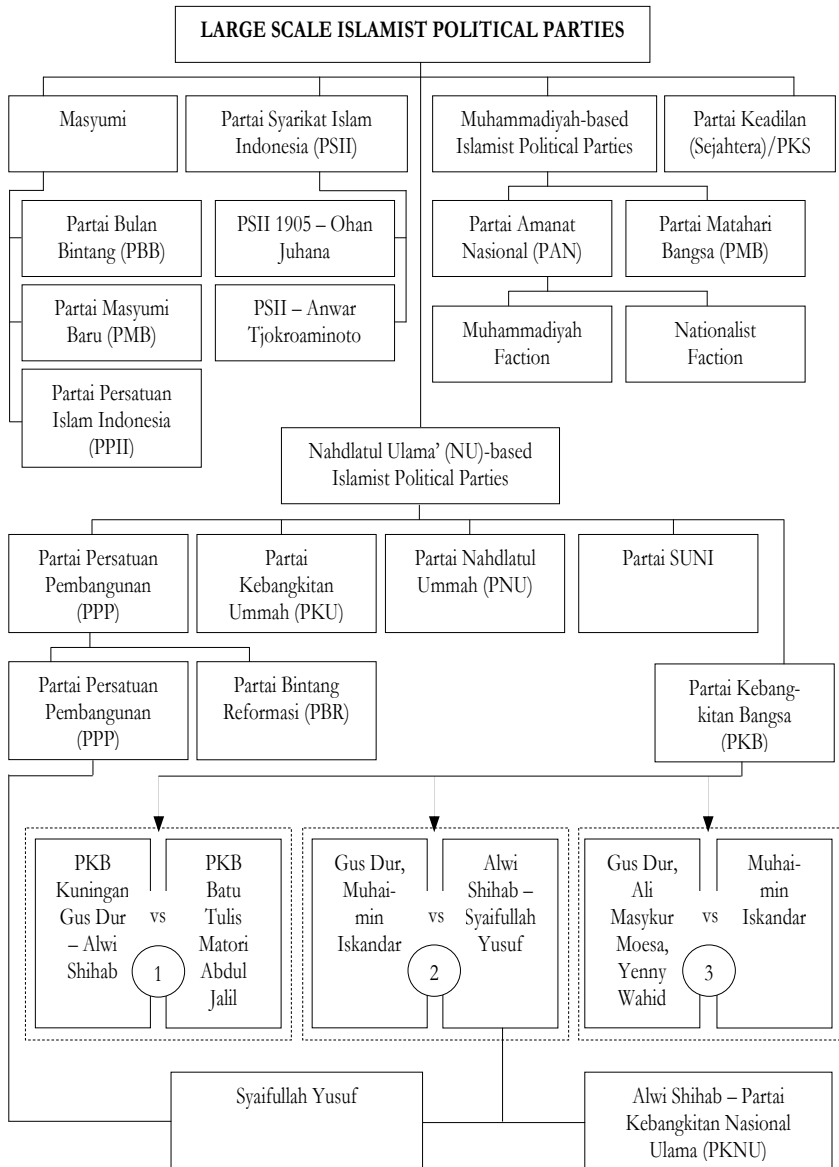 LARGE SCALE ISLAMIST POLITICAL PARTIES
Masyumi
Partai Syarikat Islam
Indonesia (PSII)
Muhammadiyah-based
Islamist Political Parties
Partai Keadilan
(Sejahtera)/PKS
Partai Bulan
Bintang (PBB)
PSII 1905 – Ohan
Juhana
Partai Amanat
Nasional (PAN)
Partai Matahari
Bangsa (PMB)
Partai Masyumi
Baru (PMB)
PSII – Anwar
Tjokroaminoto
Muhammadiyah
Faction
Nationalist
Faction
Partai Persatuan
Islam Indonesia
(PPII)
Nahdlatul Ulama' (NU)-based
Islamist Political Parties
Partai Persatuan
Pembangunan
(PPP)
Partai
Kebangkitan
Ummah (PKU)
Partai Nahdlatul
Ummah (PNU)
Partai SUNI
Partai Persatuan
Pembangunan
(PPP)
Partai Bintang
Reformasi (PBR)
Partai Kebang-
kitan Bangsa
(PKB)
PKB
Kuningan
Gus Dur
– Alwi
Shihab
vs
1
PKB
Batu
Tulis
Matori
Abdul
Jalil
Gus Dur,
Muhai-
min
Iskandar
vs
2
Alwi
Shihab –
Syaifullah
Yusuf
Gus Dur,
Ali
Masykur
Moesa,
Yenny
Wahid
vs
3
Muhai-
min
Iskandar
Syaifullah Yusuf
Alwi Shihab – Partai
Kebangkitan Nasional
Ulama (PKNU)